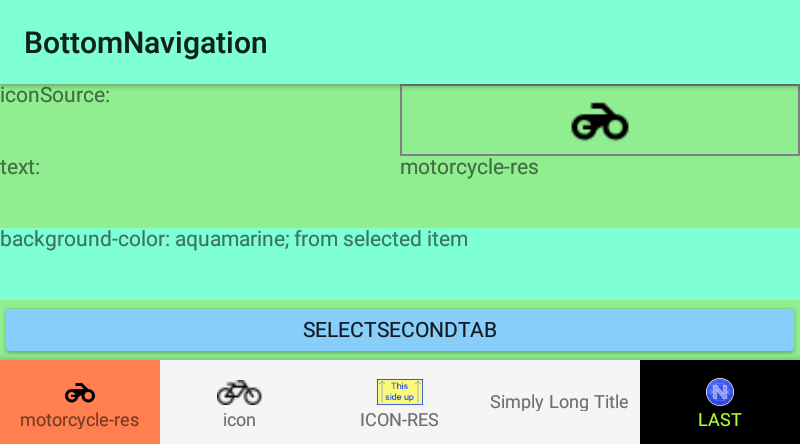 BottomNavigation
iconSource:
text:
motorcycle-res
background-color: aquamarine; from selected item
SELECTSECONDTAB
motorcycle-res
icon
This
side up
ICON-RES
Simply Long Title
N
LAST